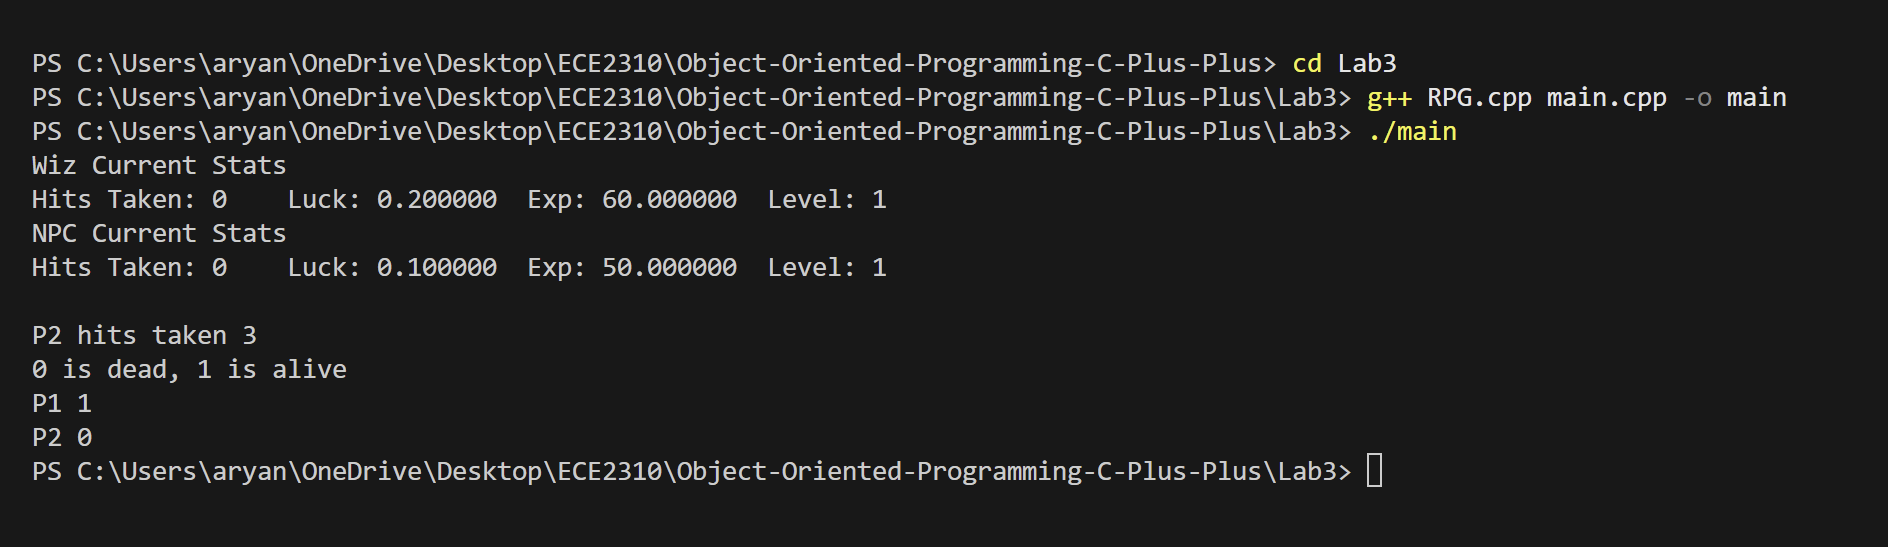 PS C:\Users\aryan\OneDrive\Desktop\ECE2310\Object-Oriented-Programming-C-Plus-Plus> cd Lab3
PS C:\Users\aryan\OneDrive\Desktop\ECE2310\Object-Oriented-Programming-C-Plus-Plus\Lab3> g++ RPG.cpp main.cpp -o main
PS C:\Users\aryan\OneDrive\Desktop\ECE2310\Object-Oriented-Programming-C-Plus-Plus\Lab3> ./main
Wiz Current Stats
Hits Taken: 0    Luck: 0.200000  Exp: 60.000000  Level: 1
NPC Current Stats
Hits Taken: 0    Luck: 0.100000  Exp: 50.000000  Level: 1

P2 hits taken 3
0 is dead, 1 is alive
P1 1
P2 0
PS C:\Users\aryan\OneDrive\Desktop\ECE2310\Object-Oriented-Programming-C-Plus-Plus\Lab3>